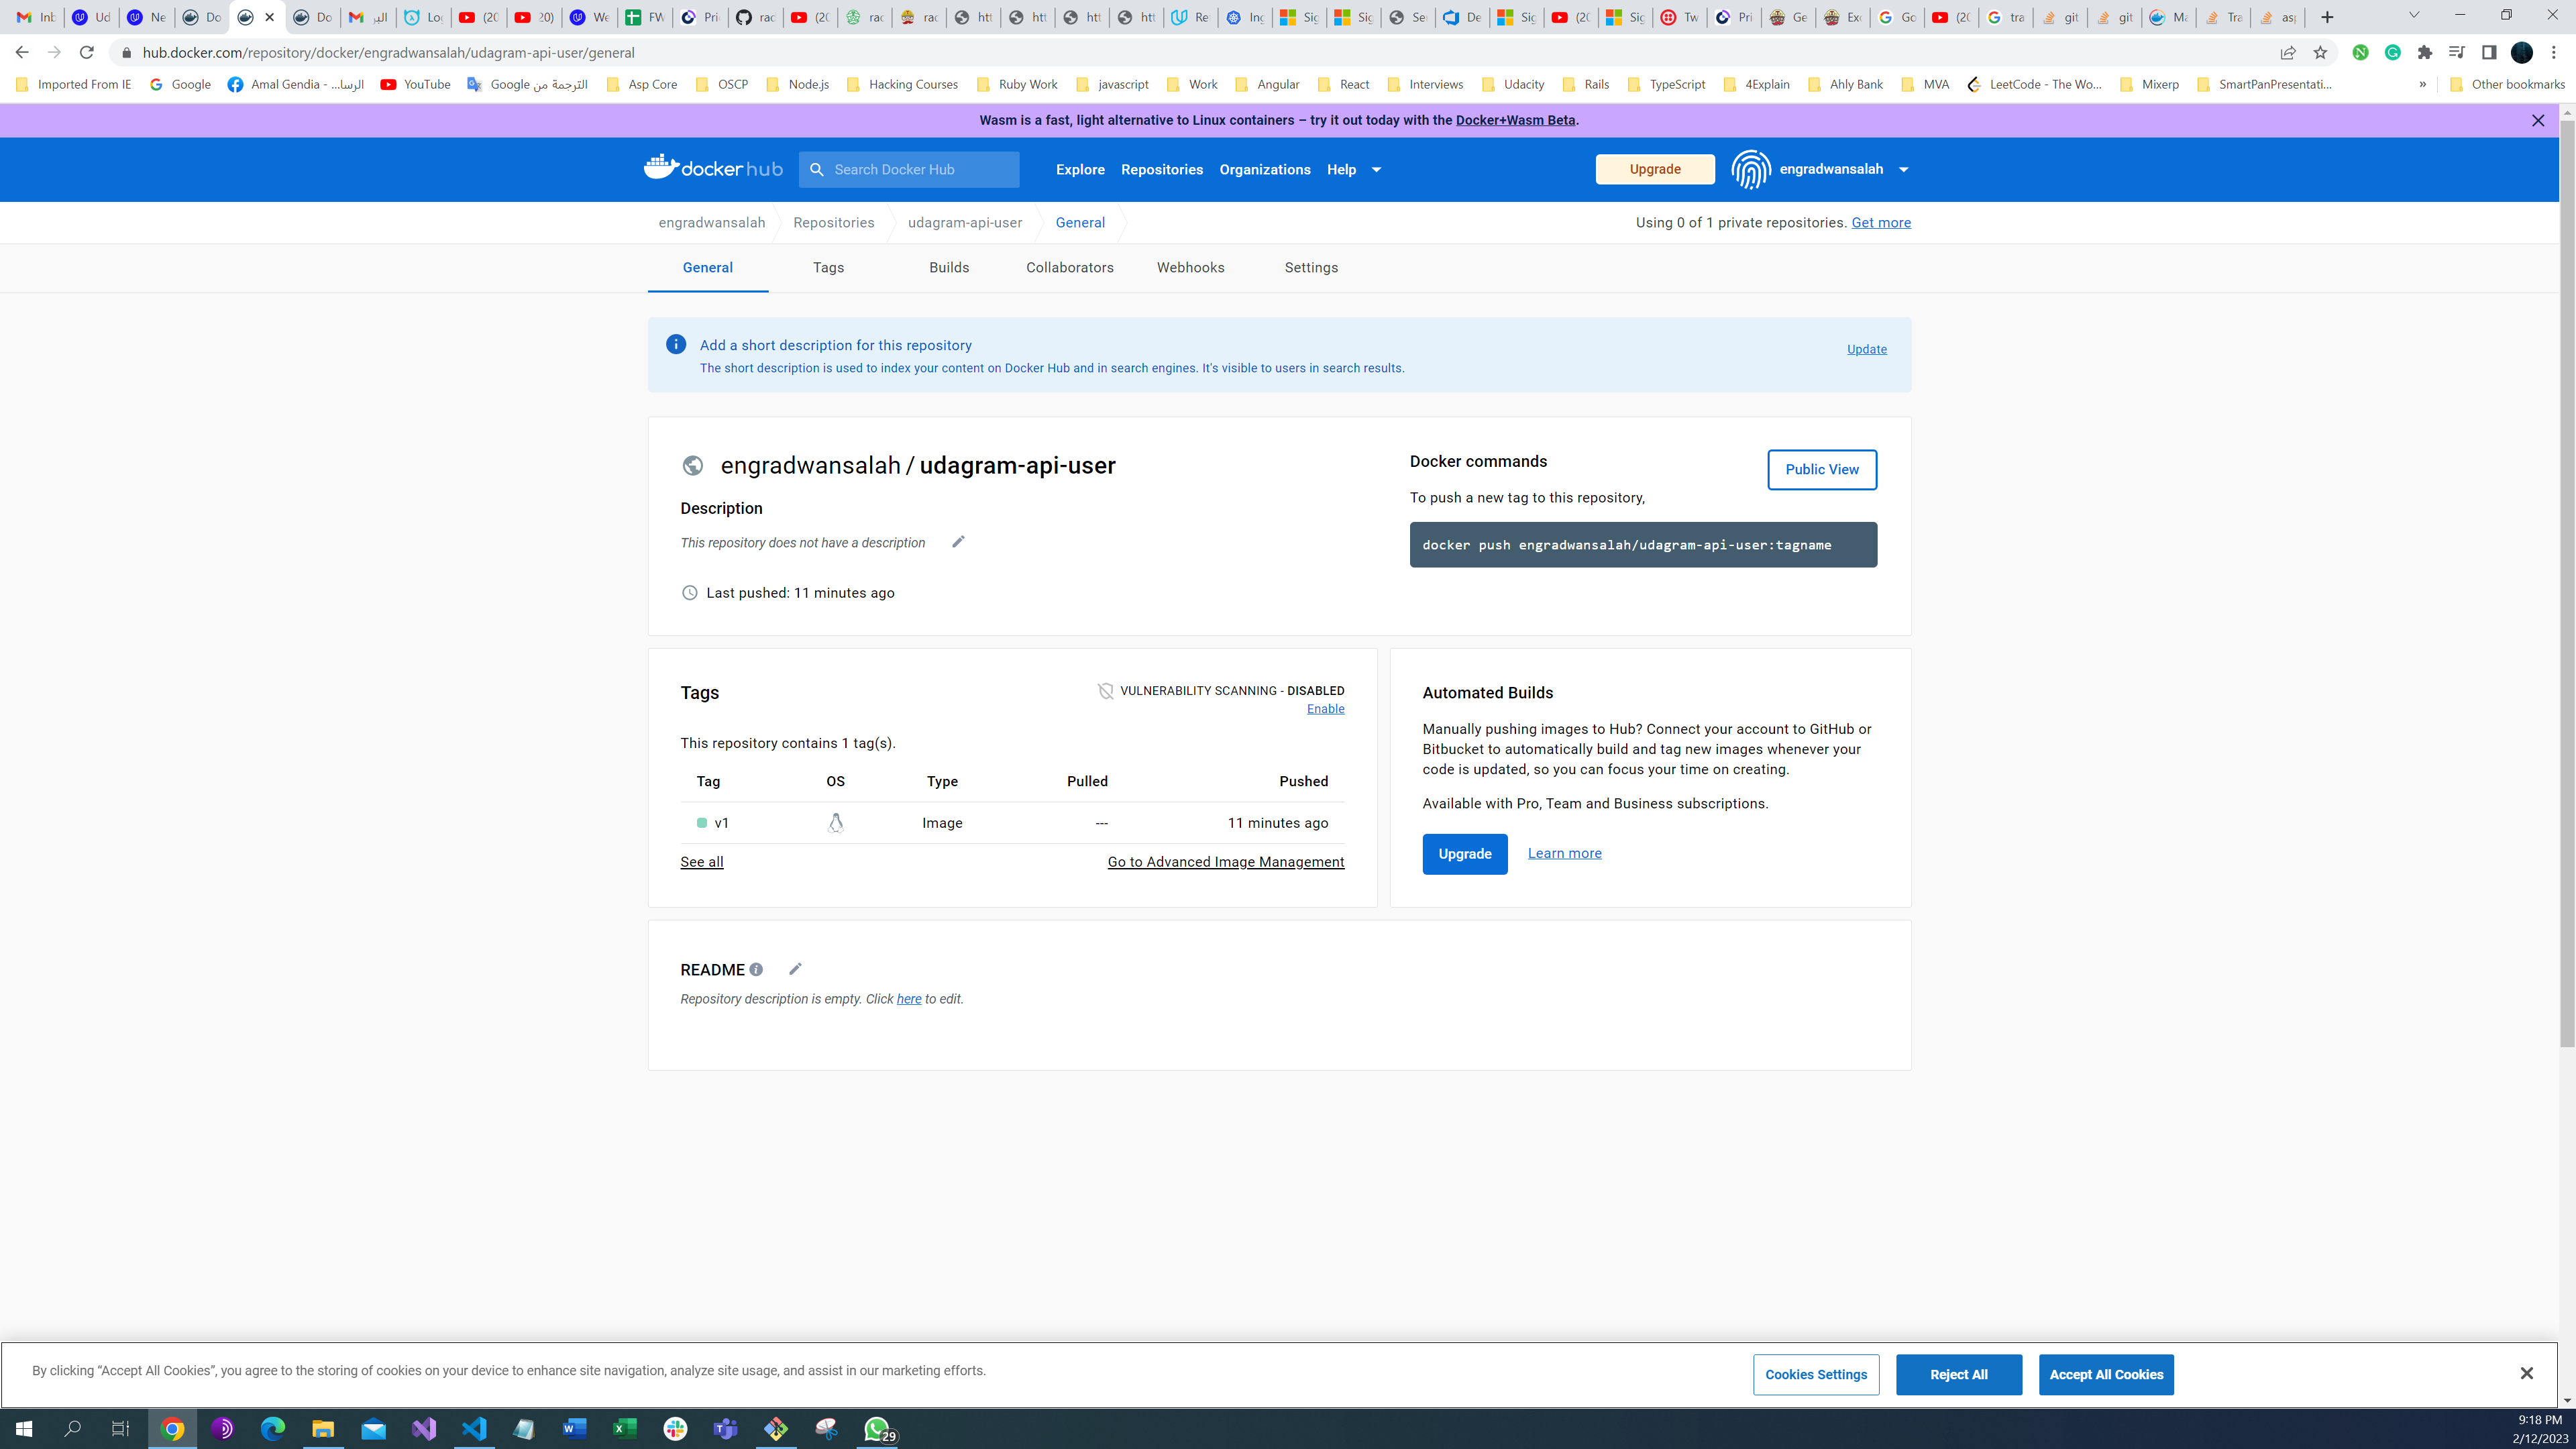 Inb
Ud
Ne
Do
Do
Log
(20
20)
We
FW
Pri
rad
(20
rad
rad
htt
htt
htt
htt
Re
Ing
Sig
Sig
Se
De
Sig
(20
Sig
Tw
Pri
Ge
Exc
Go
(20
tra
git
git
Ma
Tra
asp
hub.docker.com/repository/docker/engradwansalah/udagram-api-user/general
Imported From IE Google Amal Gendia - ...الرسا YouTube Google الترجمة من Asp Core OSCP Node.js Hacking Courses Ruby Work javascript Work Angular React Interviews Udacity Rails TypeScript 4Explain Ahly Bank MVA LeetCode - The Wo... Mixerp SmartPanPresentati... » Other bookmarks
Wasm is a fast, light alternative to Linux containers – try it out today with the Docker+Wasm Beta.
docker hub Search Docker Hub Explore Repositories Organizations Help Upgrade engradwansalah
engradwansalah Repositories udagram-api-user General Using 0 of 1 private repositories. Get more
General Tags Builds Collaborators Webhooks Settings
Add a short description for this repository
The short description is used to index your content on Docker Hub and in search engines. It's visible to users in search results.
Update
engradwansalah / udagram-api-user
Description
This repository does not have a description
Last pushed: 11 minutes ago
Docker commands
Public View
To push a new tag to this repository,
docker push engradwansalah/udagram-api-user:tagname
Tags
VULNERABILITY SCANNING - DISABLED
Enable
This repository contains 1 tag(s).
Tag OS Type Pulled Pushed
v1 Image --- 11 minutes ago
See all Go to Advanced Image Management
Automated Builds
Manually pushing images to Hub? Connect your account to GitHub or
Bitbucket to automatically build and tag new images whenever your
code is updated, so you can focus your time on creating.
Available with Pro, Team and Business subscriptions.
Upgrade Learn more
README
Repository description is empty. Click here to edit.
By clicking “Accept All Cookies”, you agree to the storing of cookies on your device to enhance site navigation, analyze site usage, and assist in our marketing efforts.
Cookies Settings Reject All Accept All Cookies
29
9:18 PM
2/12/2023